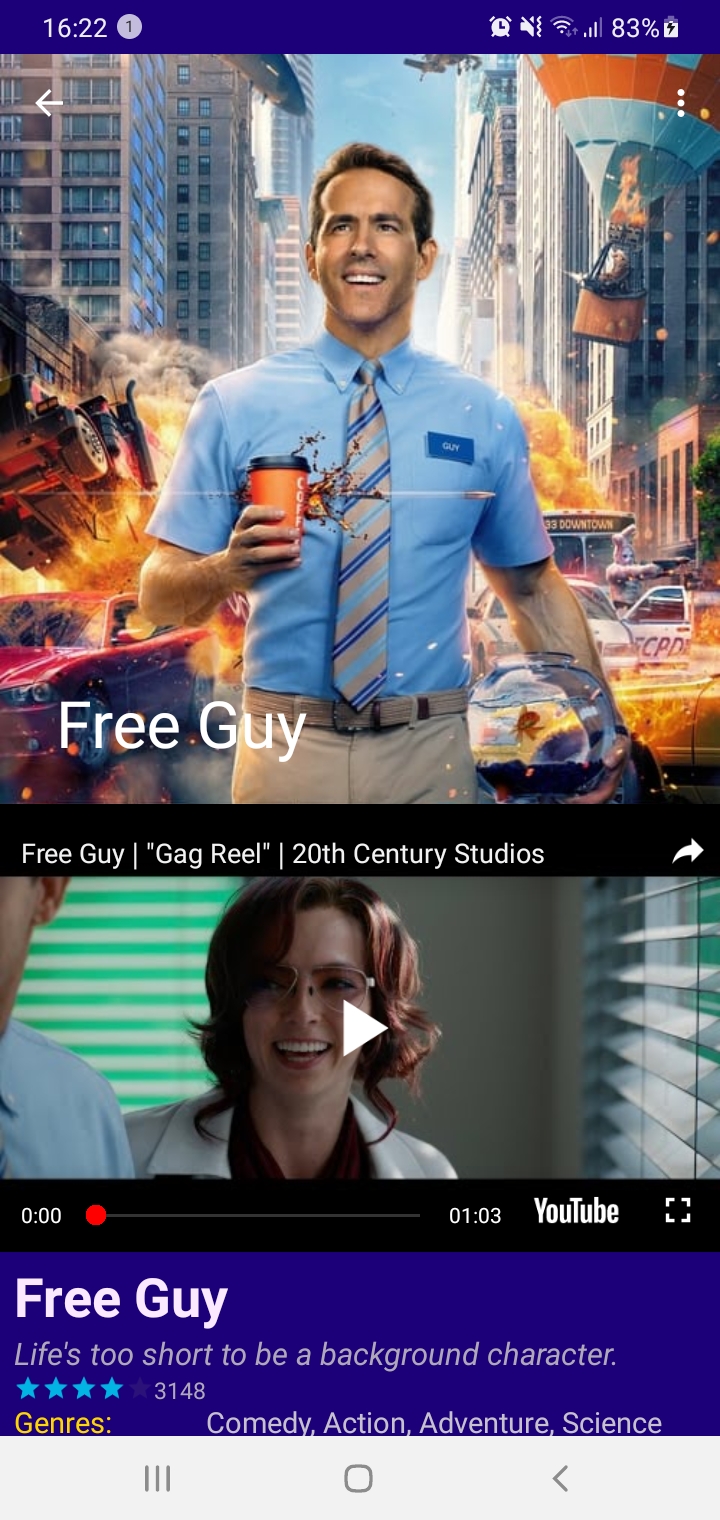 16:22 1 83%
GUY
COFF
33 DOWNTOWN
FCPD
Free Guy
Free Guy | "Gag Reel" | 20th Century Studios
0:00 01:03 YouTube
Free Guy
Life's too short to be a background character.
3148
Genres: Comedy, Action, Adventure, Science